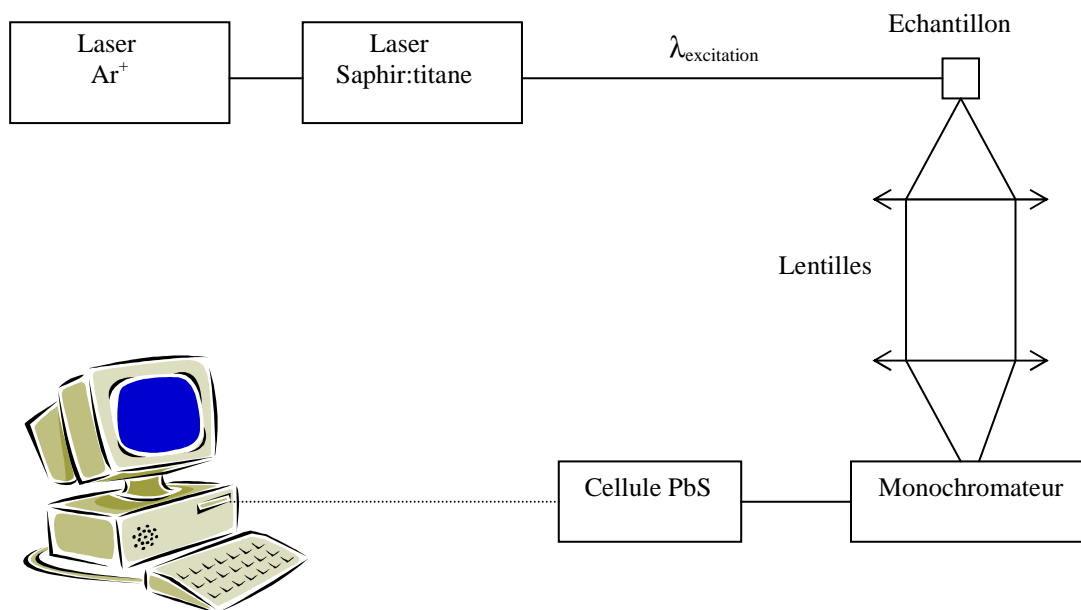 Laser
Ar+
Laser
Saphir:titane
λexcitation
Echantillon
Lentilles
Cellule PbS
Monochromateur